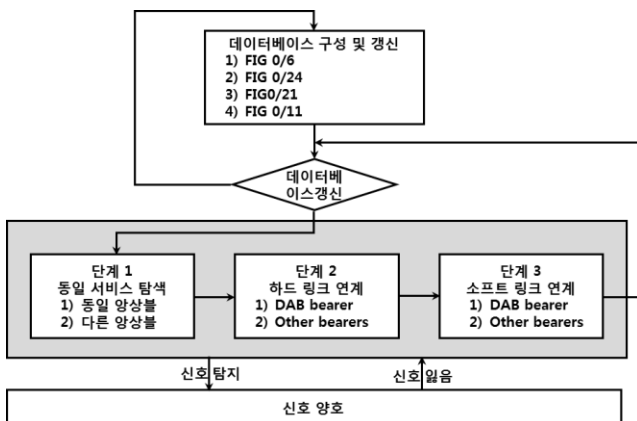 데이터베이스 구성 및 갱신
1) FIG 0/6
2) FIG 0/24
3) FIG0/21
4) FIG 0/11
데이터베
이스갱신
단계 1
동일 서비스 탐색
1) 동일 앙상블
2) 다른 앙상블
단계 2
하드 링크 연계
1) DAB bearer
2) Other bearers
단계 3
소프트 링크 연계
1) DAB bearer
2) Other bearers
신호 탐지
신호 잃음
신호 양호